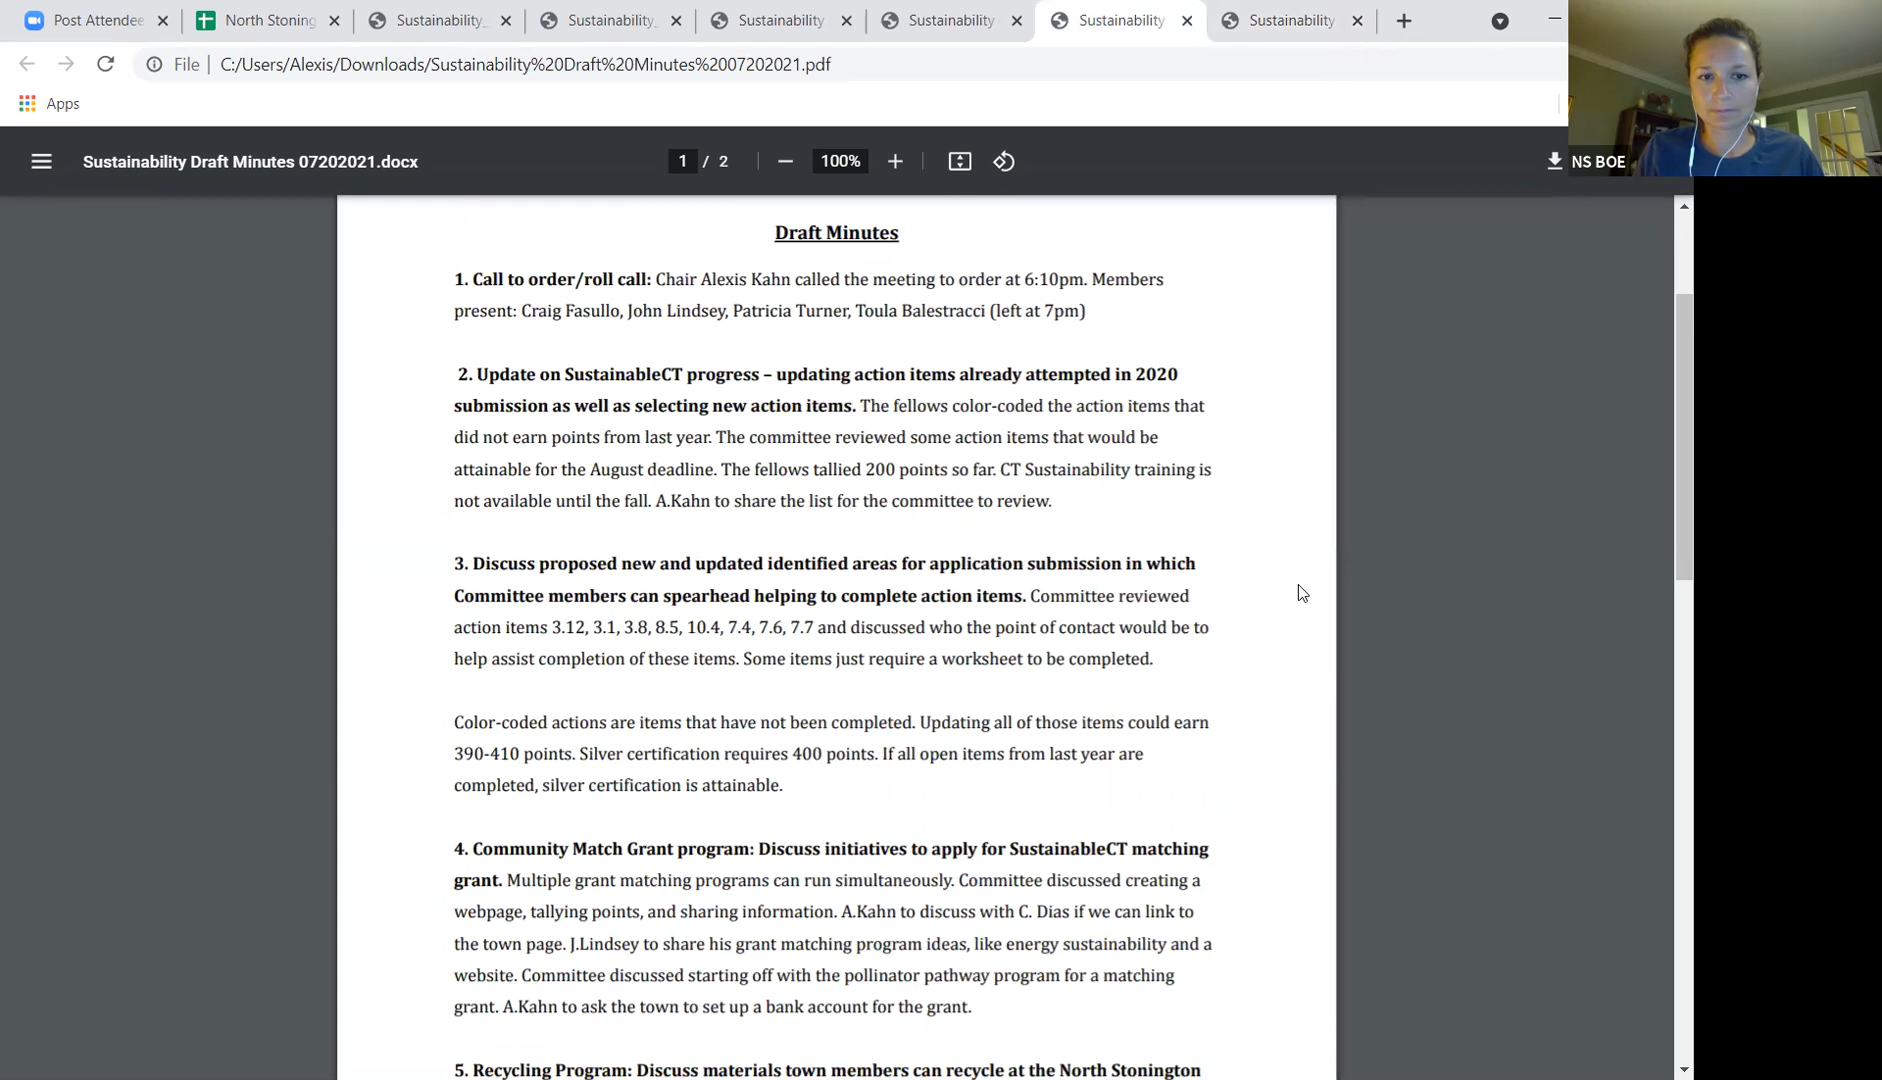 Post Attendee
North Stoning
Sustainability_
Sustainability_
Sustainability
Sustainability
Sustainability
Sustainability
File | C:/Users/Alexis/Downloads/Sustainability%20Draft%20Minutes%2007202021.pdf
Apps
Sustainability Draft Minutes 07202021.docx
1 / 2
100%
NS BOE
Draft Minutes
1. Call to order/roll call: Chair Alexis Kahn called the meeting to order at 6:10pm. Members
present: Craig Fasullo, John Lindsey, Patricia Turner, Toula Balestracci (left at 7pm)
2. Update on SustainableCT progress – updating action items already attempted in 2020
submission as well as selecting new action items. The fellows color-coded the action items that
did not earn points from last year. The committee reviewed some action items that would be
attainable for the August deadline. The fellows tallied 200 points so far. CT Sustainability training is
not available until the fall. A.Kahn to share the list for the committee to review.
3. Discuss proposed new and updated identified areas for application submission in which
Committee members can spearhead helping to complete action items. Committee reviewed
action items 3.12, 3.1, 3.8, 8.5, 10.4, 7.4, 7.6, 7.7 and discussed who the point of contact would be to
help assist completion of these items. Some items just require a worksheet to be completed.
Color-coded actions are items that have not been completed. Updating all of those items could earn
390-410 points. Silver certification requires 400 points. If all open items from last year are
completed, silver certification is attainable.
4. Community Match Grant program: Discuss initiatives to apply for SustainableCT matching
grant. Multiple grant matching programs can run simultaneously. Committee discussed creating a
webpage, tallying points, and sharing information. A.Kahn to discuss with C. Dias if we can link to
the town page. J.Lindsey to share his grant matching program ideas, like energy sustainability and a
website. Committee discussed starting off with the pollinator pathway program for a matching
grant. A.Kahn to ask the town to set up a bank account for the grant.
5. Recycling Program: Discuss materials town members can recycle at the North Stonington